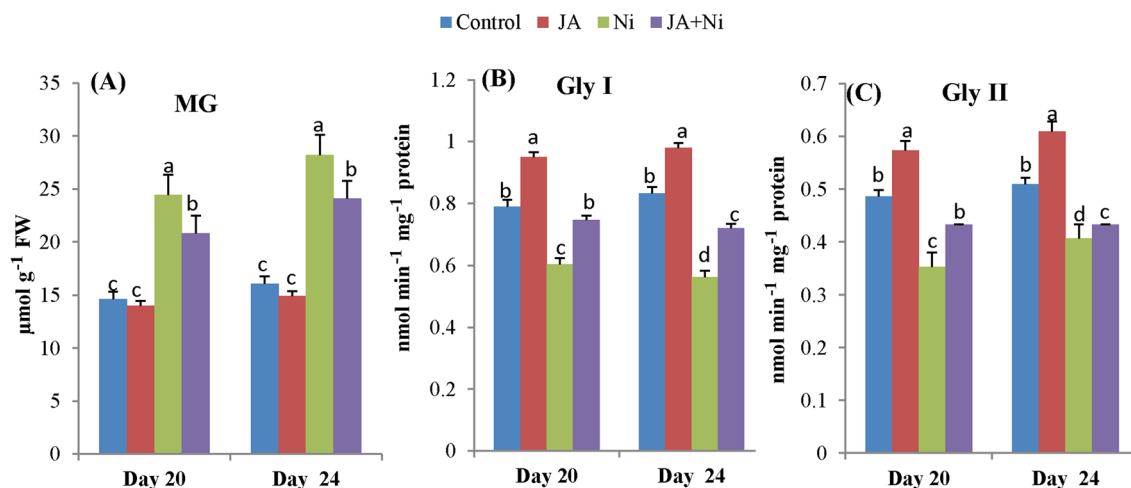 Control JA Ni JA+Ni
(A)
MG
35
30
25
20
15
10
5
0
µmol g⁻¹ FW
c c a b
c c a b
Day 20 Day 24
(B)
Gly I
1.2
1
0.8
0.6
0.4
0.2
0
nmol min⁻¹ mg⁻¹ protein
b a c b
b a d c
Day 20 Day 24
(C)
Gly II
0.7
0.6
0.5
0.4
0.3
0.2
0.1
0
nmol min⁻¹ mg⁻¹ protein
b a c b
b a d c
Day 20 Day 24